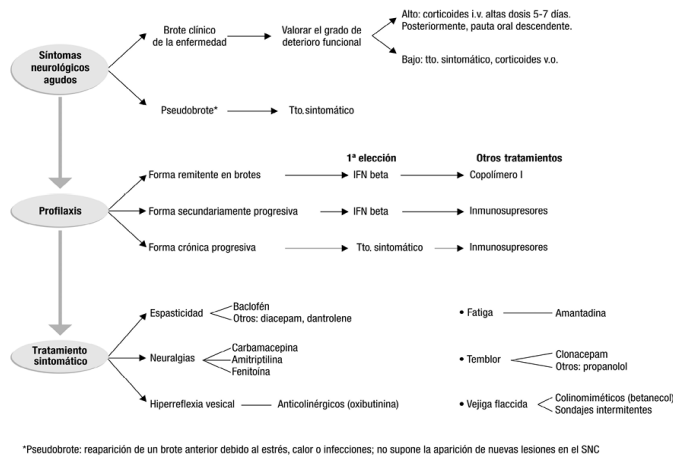 Síntomas
neurológicos
agudos
Brote clínico
de la enfermedad
Valorar el grado de
deterioro funcional
Alto: corticoides i.v. altas dosis 5-7 días.
Posteriormente, pauta oral descendente.
Bajo: tto. sintomático, corticoides v.o.
Pseudobrote*
Tto. sintomático
1ª elección
Otros tratamientos
Profilaxis
Forma remitente en brotes
IFN beta
Copolímero I
Forma secundariamente progresiva
IFN beta
Inmunosupresores
Forma crónica progresiva
Tto. sintomático
Inmunosupresores
Tratamiento
sintomático
Espasticidad
Baclofén
Otros: diacepam, dantrolene
Neuralgias
Carbamacepina
Amitriptilina
Fenitoína
Hiperreflexia vesical
Anticolinérgicos (oxibutinina)
• Fatiga
Amantadina
• Temblor
Clonacepam
Otros: propanolol
• Vejiga flaccida
Colinomiméticos (betanecol)
Sondajes intermitentes
*Pseudobrote: reaparición de un brote anterior debido al estrés, calor o infecciones; no supone la aparición de nuevas lesiones en el SNC